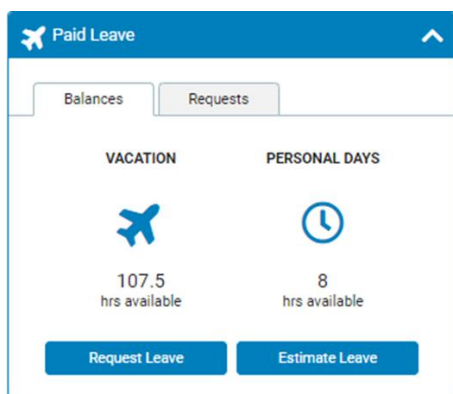 Paid Leave
Balances Requests
VACATION PERSONAL DAYS
107.5 8
hrs available hrs available
Request Leave Estimate Leave